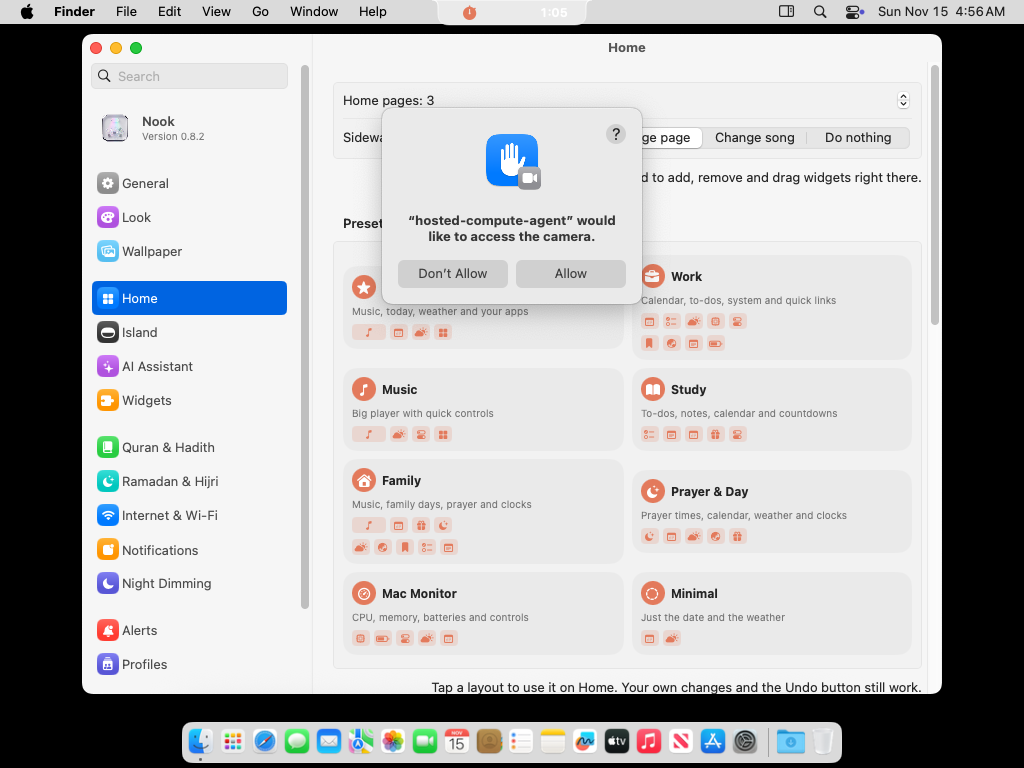 Finder File Edit View Go Window Help 1:05 Sun Nov 15 4:56 AM
Home
Search
Nook
Version 0.8.2
General
Look
Wallpaper
Home
Island
AI Assistant
Widgets
Quran & Hadith
Ramadan & Hijri
Internet & Wi-Fi
Notifications
Night Dimming
Alerts
Profiles
Home pages: 3
Change song Do nothing
to add, remove and drag widgets right there.
?
“hosted-compute-agent” would
like to access the camera.
Don’t Allow Allow
Music, today, weather and your apps
Work
Calendar, to-dos, system and quick links
Music
Big player with quick controls
Study
To-dos, notes, calendar and countdowns
Family
Music, family days, prayer and clocks
Prayer & Day
Prayer times, calendar, weather and clocks
Mac Monitor
CPU, memory, batteries and controls
Minimal
Just the date and the weather
Tap a layout to use it on Home. Your own changes and the Undo button still work.
NOV
15
tv